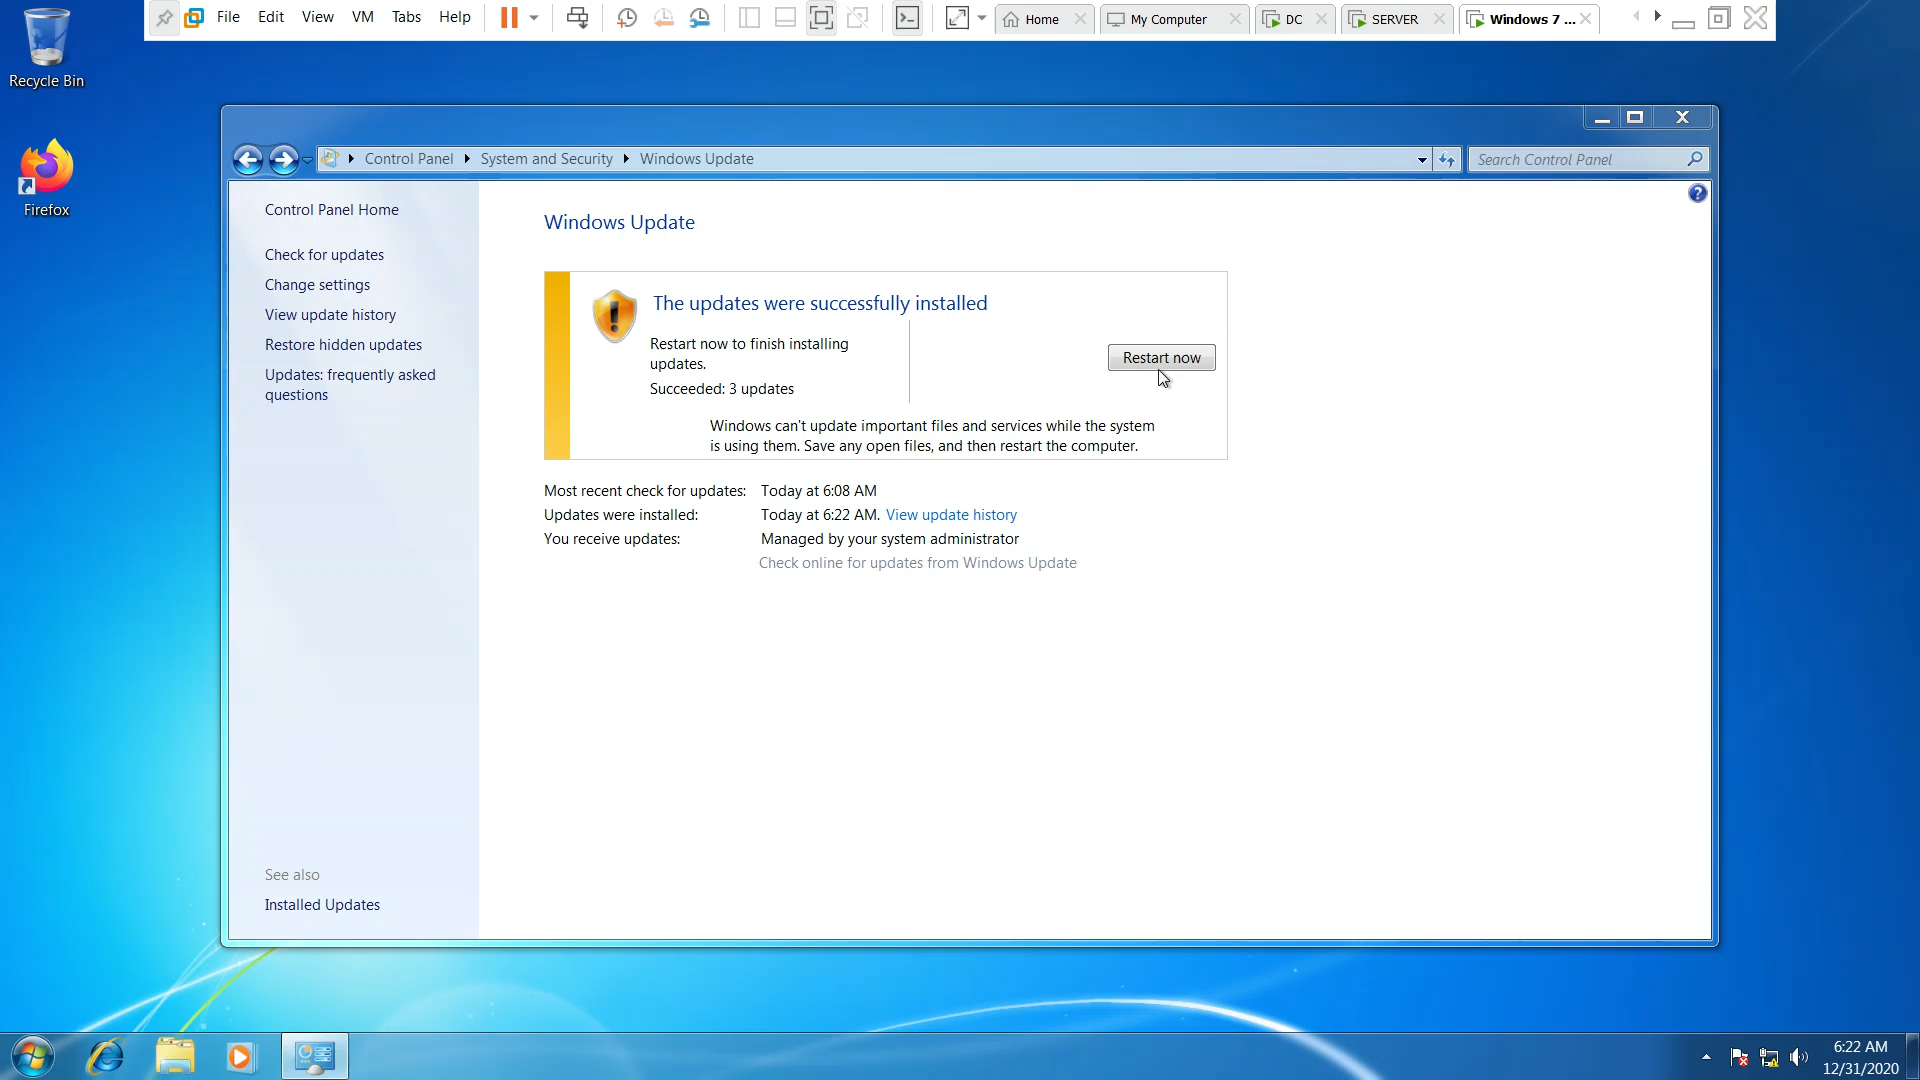 File Edit View VM Tabs Help
Home
My Computer
DC
SERVER
Windows 7 ...
Recycle Bin
Firefox
Control Panel
System and Security
Windows Update
Search Control Panel
Control Panel Home
Check for updates
Change settings
View update history
Restore hidden updates
Updates: frequently asked
questions
See also
Installed Updates
Windows Update
The updates were successfully installed
Restart now to finish installing
updates.
Succeeded: 3 updates
Restart now
Windows can't update important files and services while the system
is using them. Save any open files, and then restart the computer.
Most recent check for updates: Today at 6:08 AM
Updates were installed: Today at 6:22 AM. View update history
You receive updates: Managed by your system administrator
Check online for updates from Windows Update
6:22 AM
12/31/2020